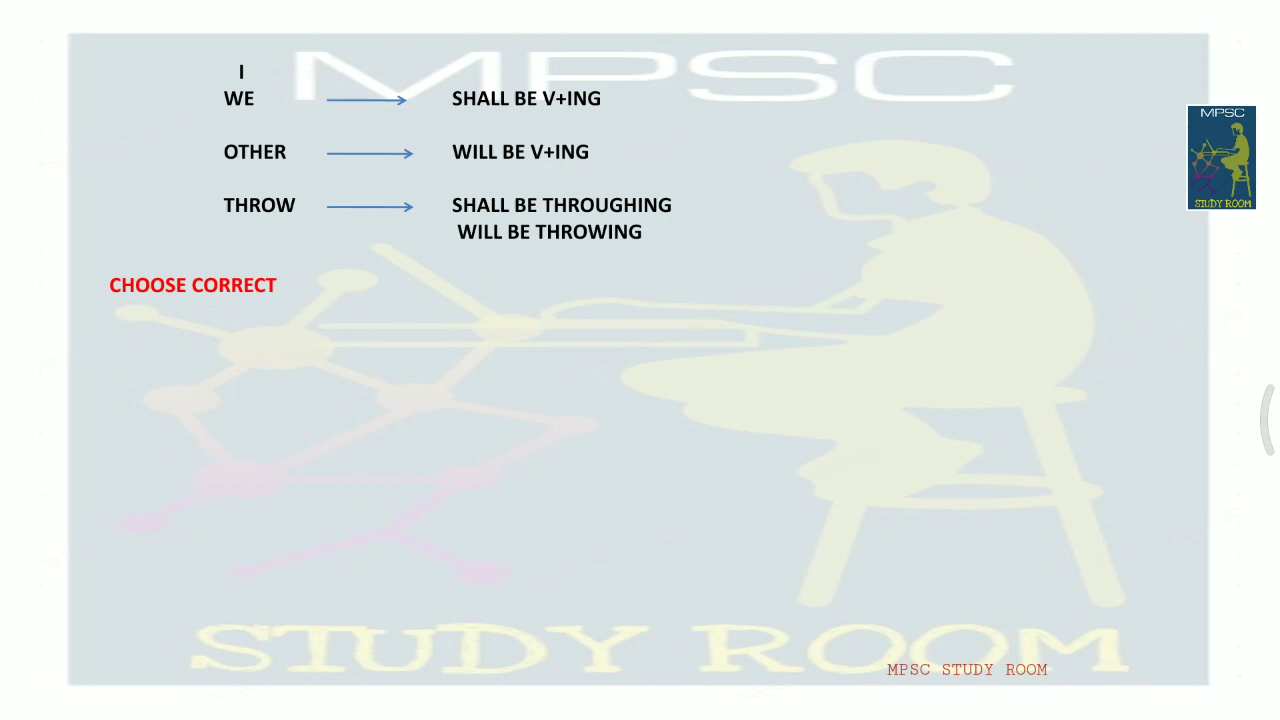 MPSC
I
WE SHALL BE V+ING
OTHER WILL BE V+ING
THROW SHALL BE THROUGHING
WILL BE THROWING
CHOOSE CORRECT
MPSC
STUDY ROOM
STUDY ROOM
MPSC STUDY ROOM